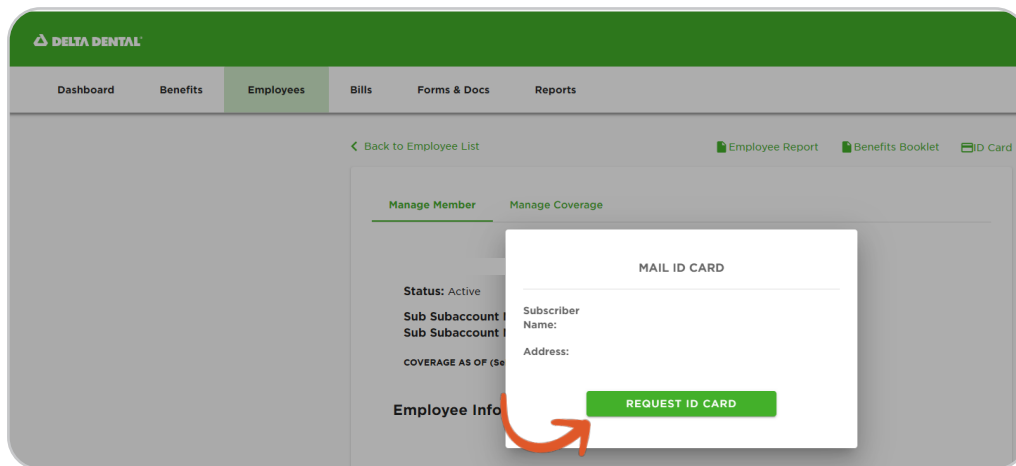 DELTA DENTAL
Dashboard Benefits Employees Bills Forms & Docs Reports
Back to Employee List Employee Report Benefits Booklet ID Card
Manage Member Manage Coverage
MAIL ID CARD
Status: Active
Subscriber
Name:
Sub Subaccount
Sub Subaccount
Address:
COVERAGE AS OF
REQUEST ID CARD
Employee Info